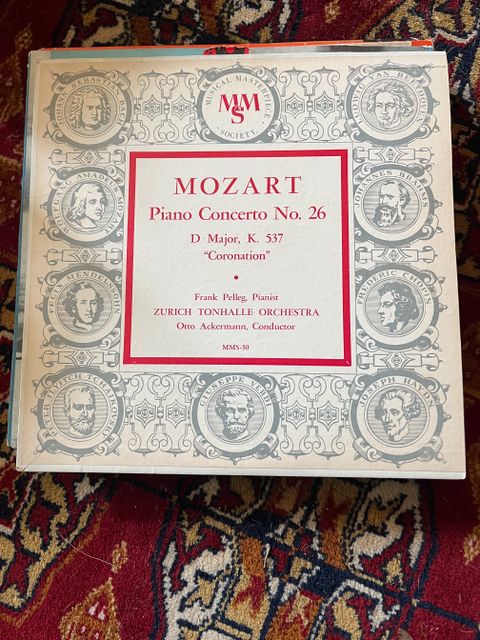 JOHANN SEBASTIAN BACH
MUSICAL MASTERPIECE
MMS
SOCIETY
LUDWIG VAN BEETHOVEN
WOLFGANG AMADEUS MOZART
JOHANNES BRAHMS
MOZART
Piano Concerto No. 26
D Major, K. 537
"Coronation"
•
Frank Pelleg, Pianist
ZURICH TONHALLE ORCHESTRA
Otto Ackermann, Conductor
MMS-50
FELIX MENDELSSOHN
FREDERIC CHOPIN
PETER ILYITCH TCHAIKOVSKY
GIUSEPPE VERDI
JOSEPH HAYDN